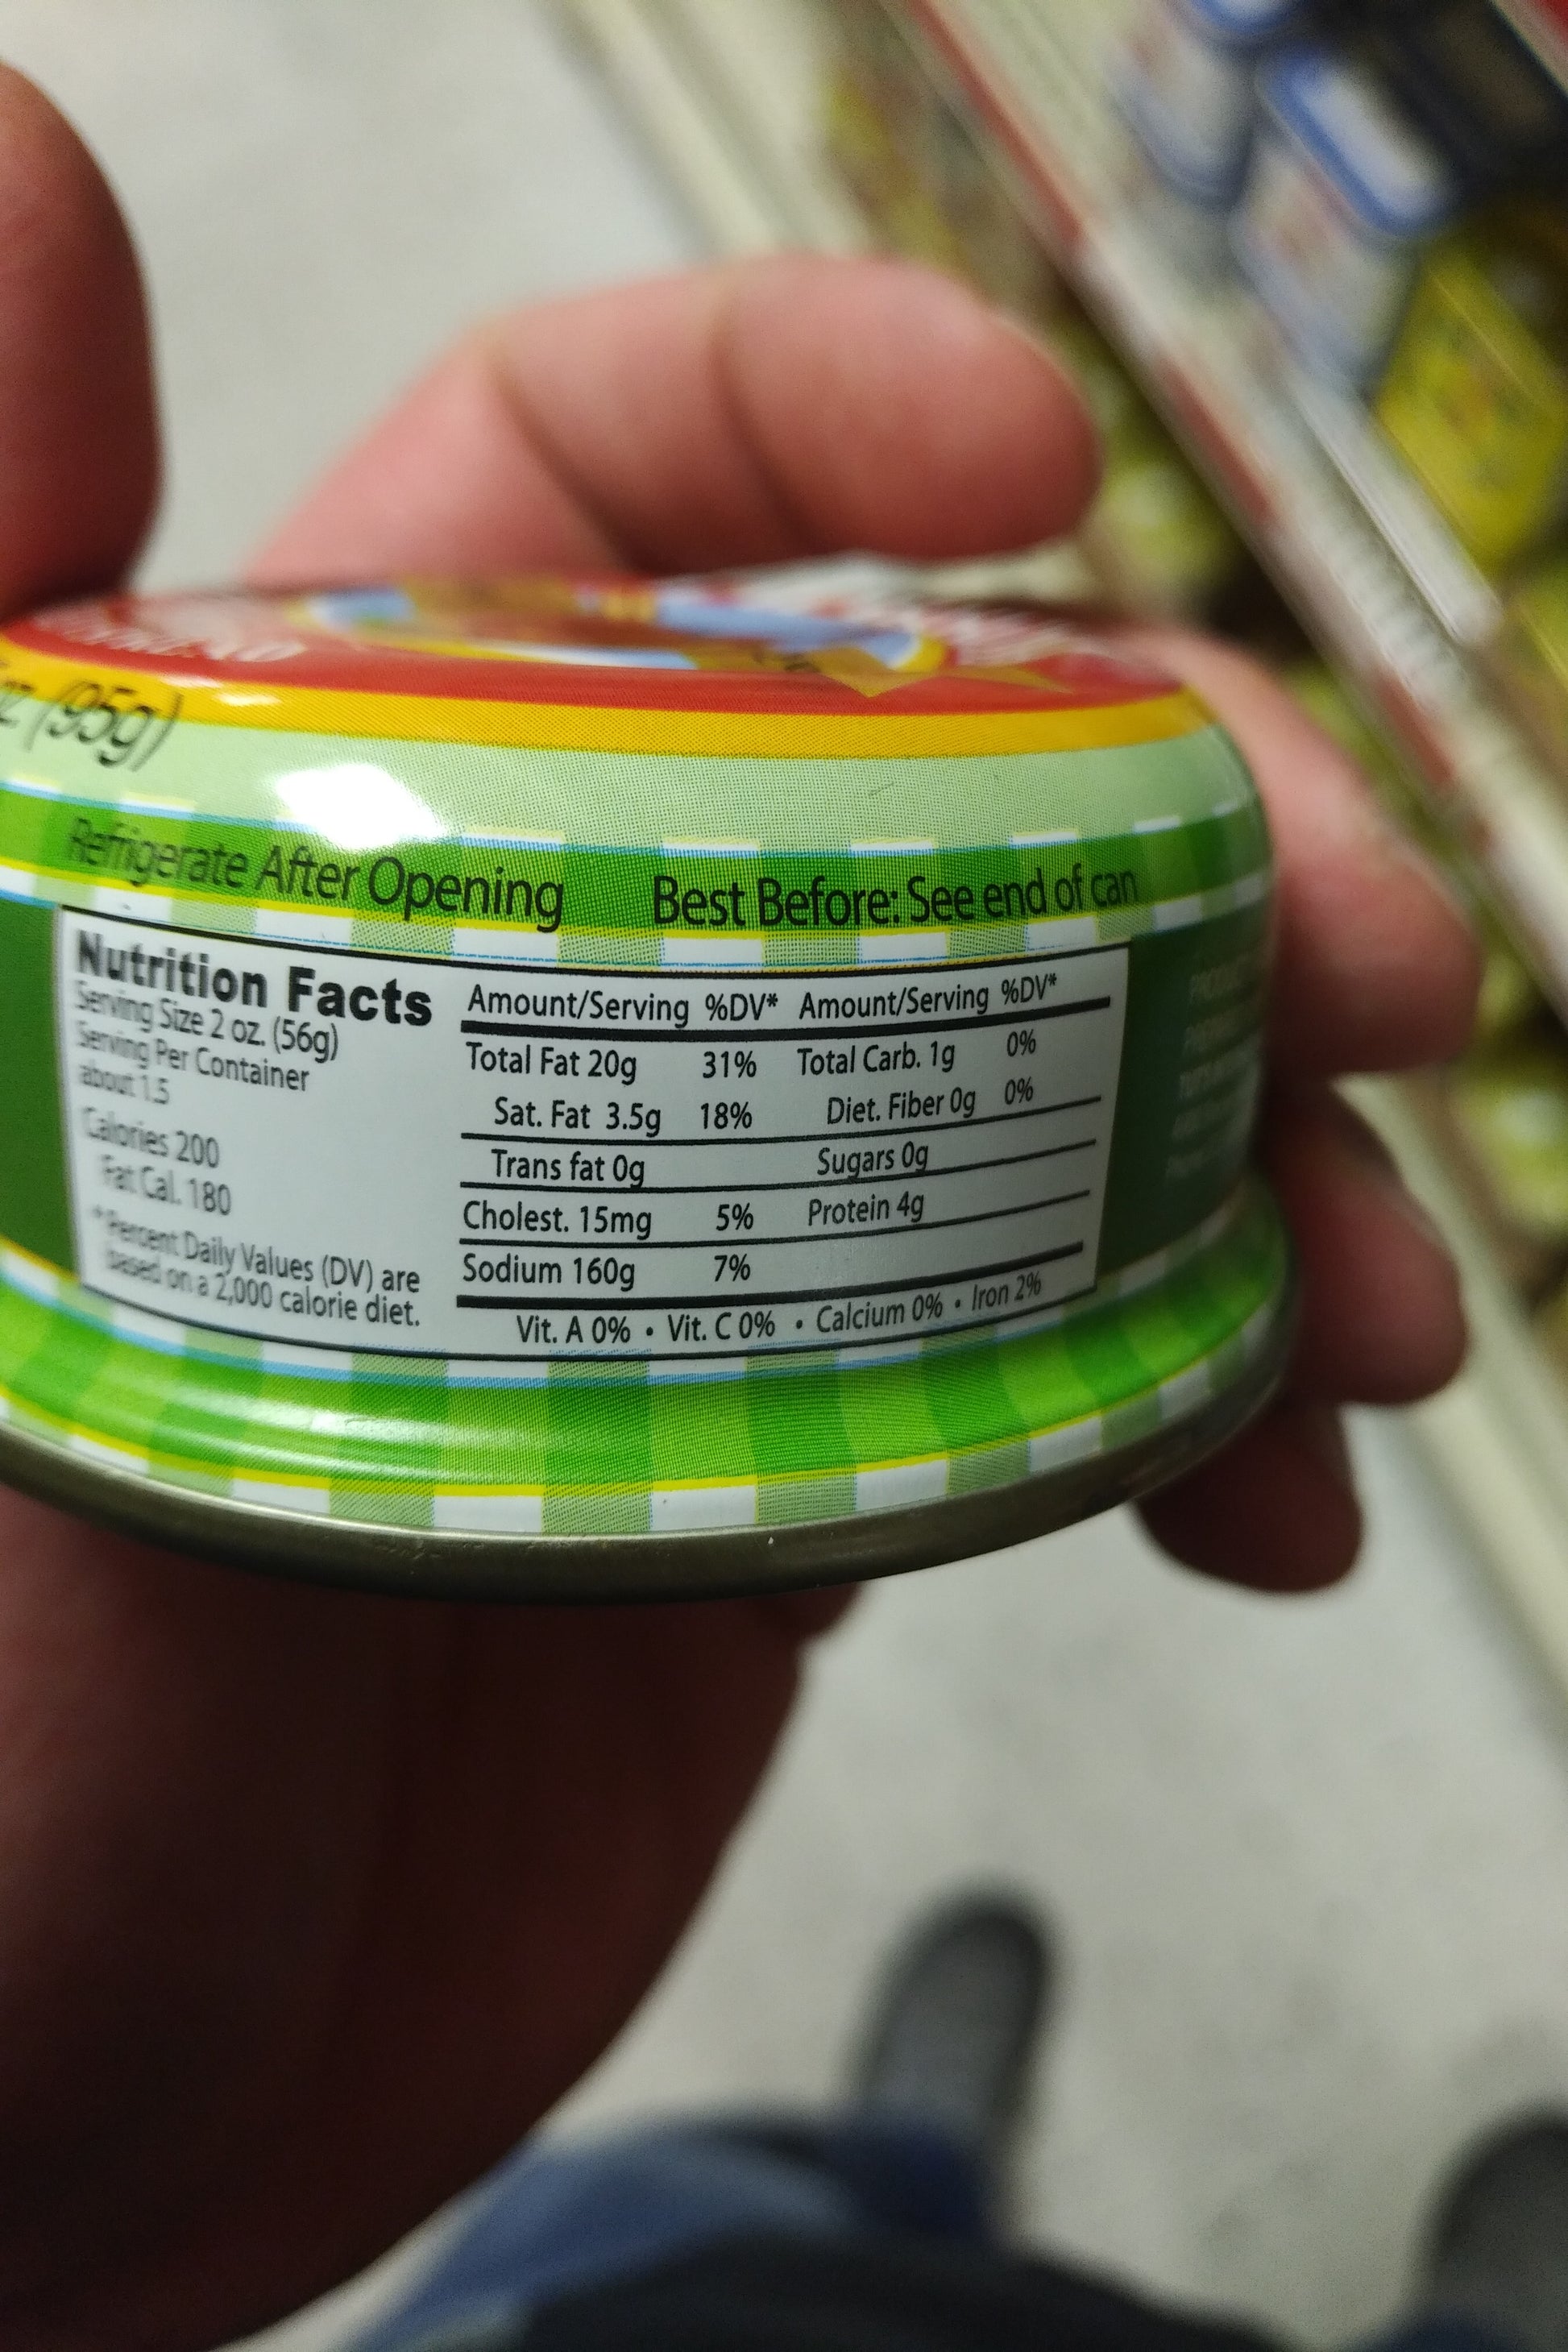 (95g)
Refrigerate After Opening Best Before: See end of can
Nutrition Facts
Serving Size 2 oz. (56g)
Serving Per Container
about 1.5
Calories 200
Fat Cal. 180
* Percent Daily Values (DV) are
based on a 2,000 calorie diet.
Amount/Serving %DV* Amount/Serving %DV*
Total Fat 20g 31% Total Carb. 1g 0%
Sat. Fat 3.5g 18% Diet. Fiber 0g 0%
Trans fat 0g Sugars 0g
Cholest. 15mg 5% Protein 4g
Sodium 160g 7%
Vit. A 0% • Vit. C 0% • Calcium 0% • Iron 2%